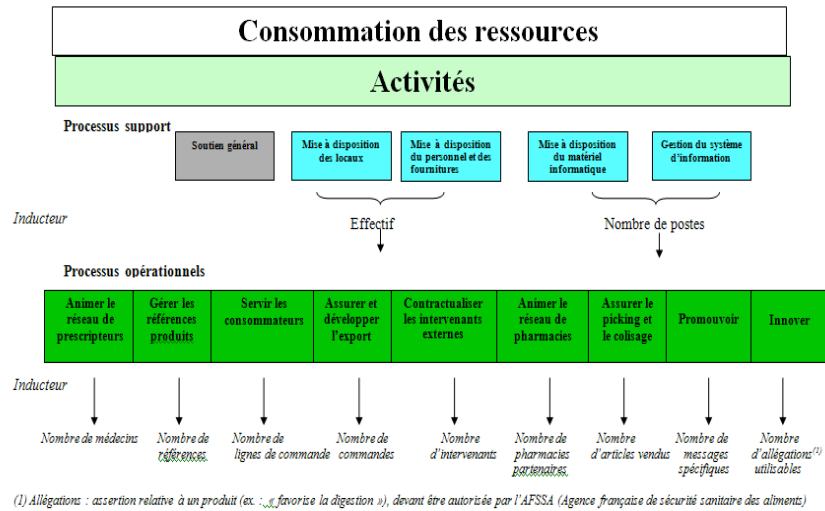 Consommation des ressources
Activités
Processus support
Soutien général
Mise à disposition
des locaux
Mise à disposition
du personnel et des
fournitures
Mise à disposition
du matériel
informatique
Gestion du système
d'information
Inducteur
Effectif
Nombre de postes
Processus opérationnels
Animer le
réseau de
prescripteurs
Gérer les
références
produits
Servir les
consommateurs
Assurer et
développer
l'export
Contractualiser
les intervenants
externes
Animer le
réseau de
pharmacies
Assurer le
picking et
le colisage
Promouvoir
Innover
Inducteur
Nombre de médecins
Nombre de
références
Nombre de
lignes de commande
Nombre de
commandes
Nombre
d'intervenants
Nombre de
pharmacies
partenaires
Nombre
d'articles vendus
Nombre de
messages
spécifiques
Nombre
d'allégations(1)
utilisables
(1) Allégations : assertion relative à un produit (ex. : « favorise la digestion »), devant être autorisée par l'AFSSA (Agence française de sécurité sanitaire des aliments)